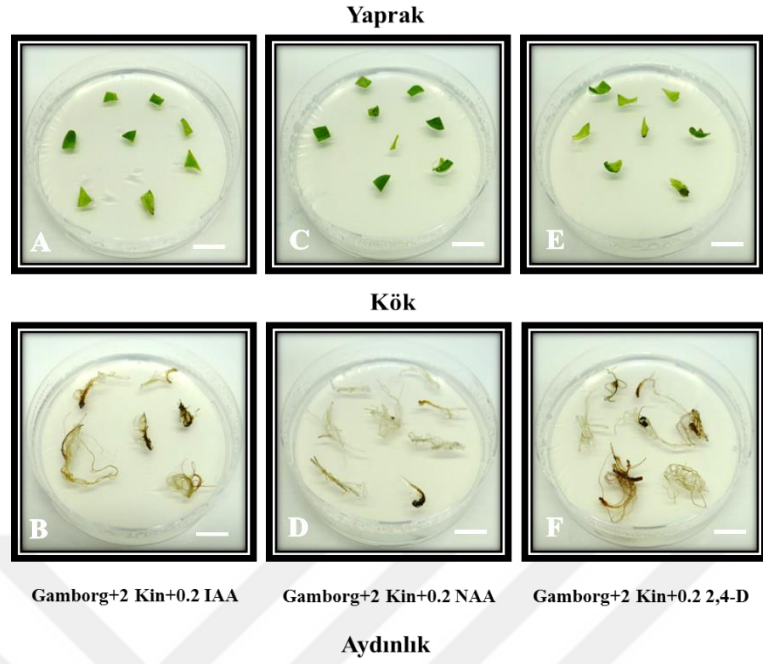 Yaprak
A
C
E
Kök
B
D
F
Gamborg+2 Kin+0.2 IAA
Gamborg+2 Kin+0.2 NAA
Gamborg+2 Kin+0.2 2,4-D
Aydınlık